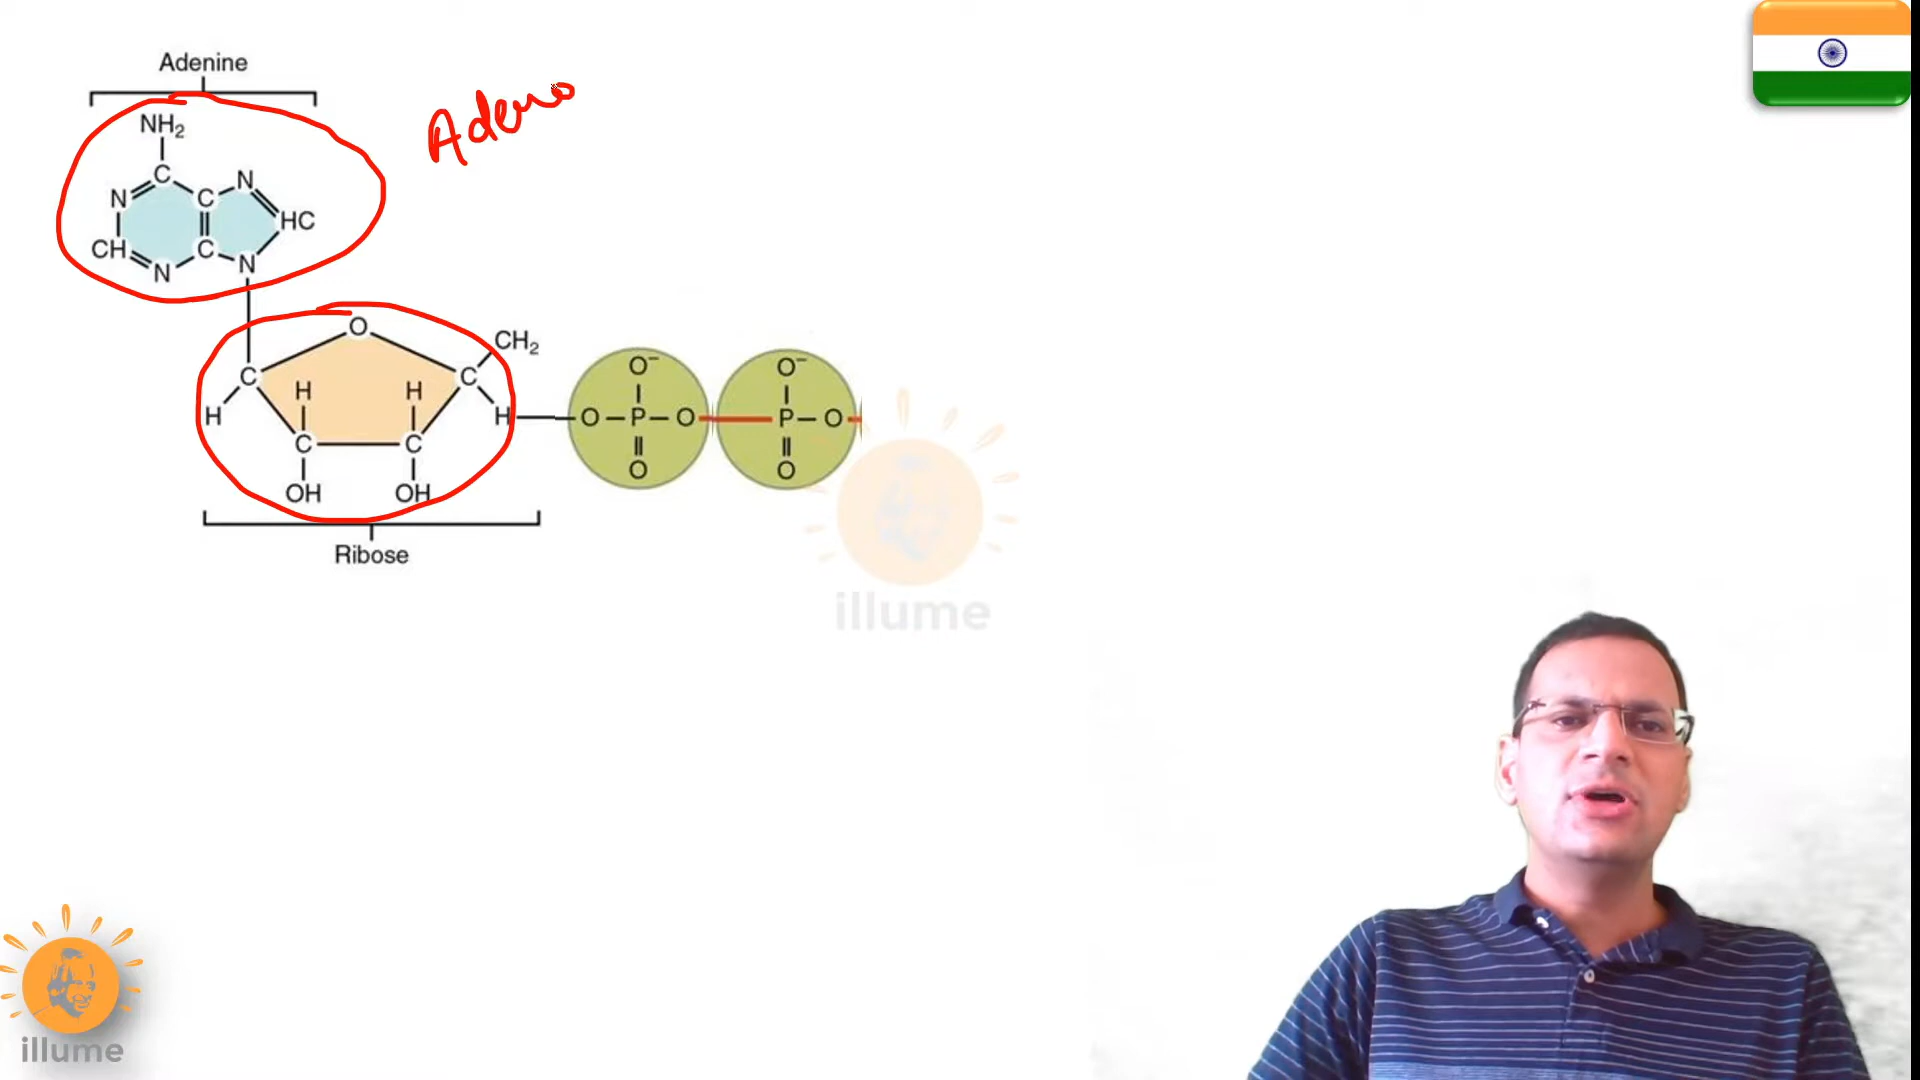 Adenine
Adeno
NH₂
C
N
N
C
HC
CH
C
N
N
O
CH₂
C
H
H
C
H
H
C
C
OH
OH
O⁻
O⁻
O–P–O
P–O
O
O
Ribose
illume
illume